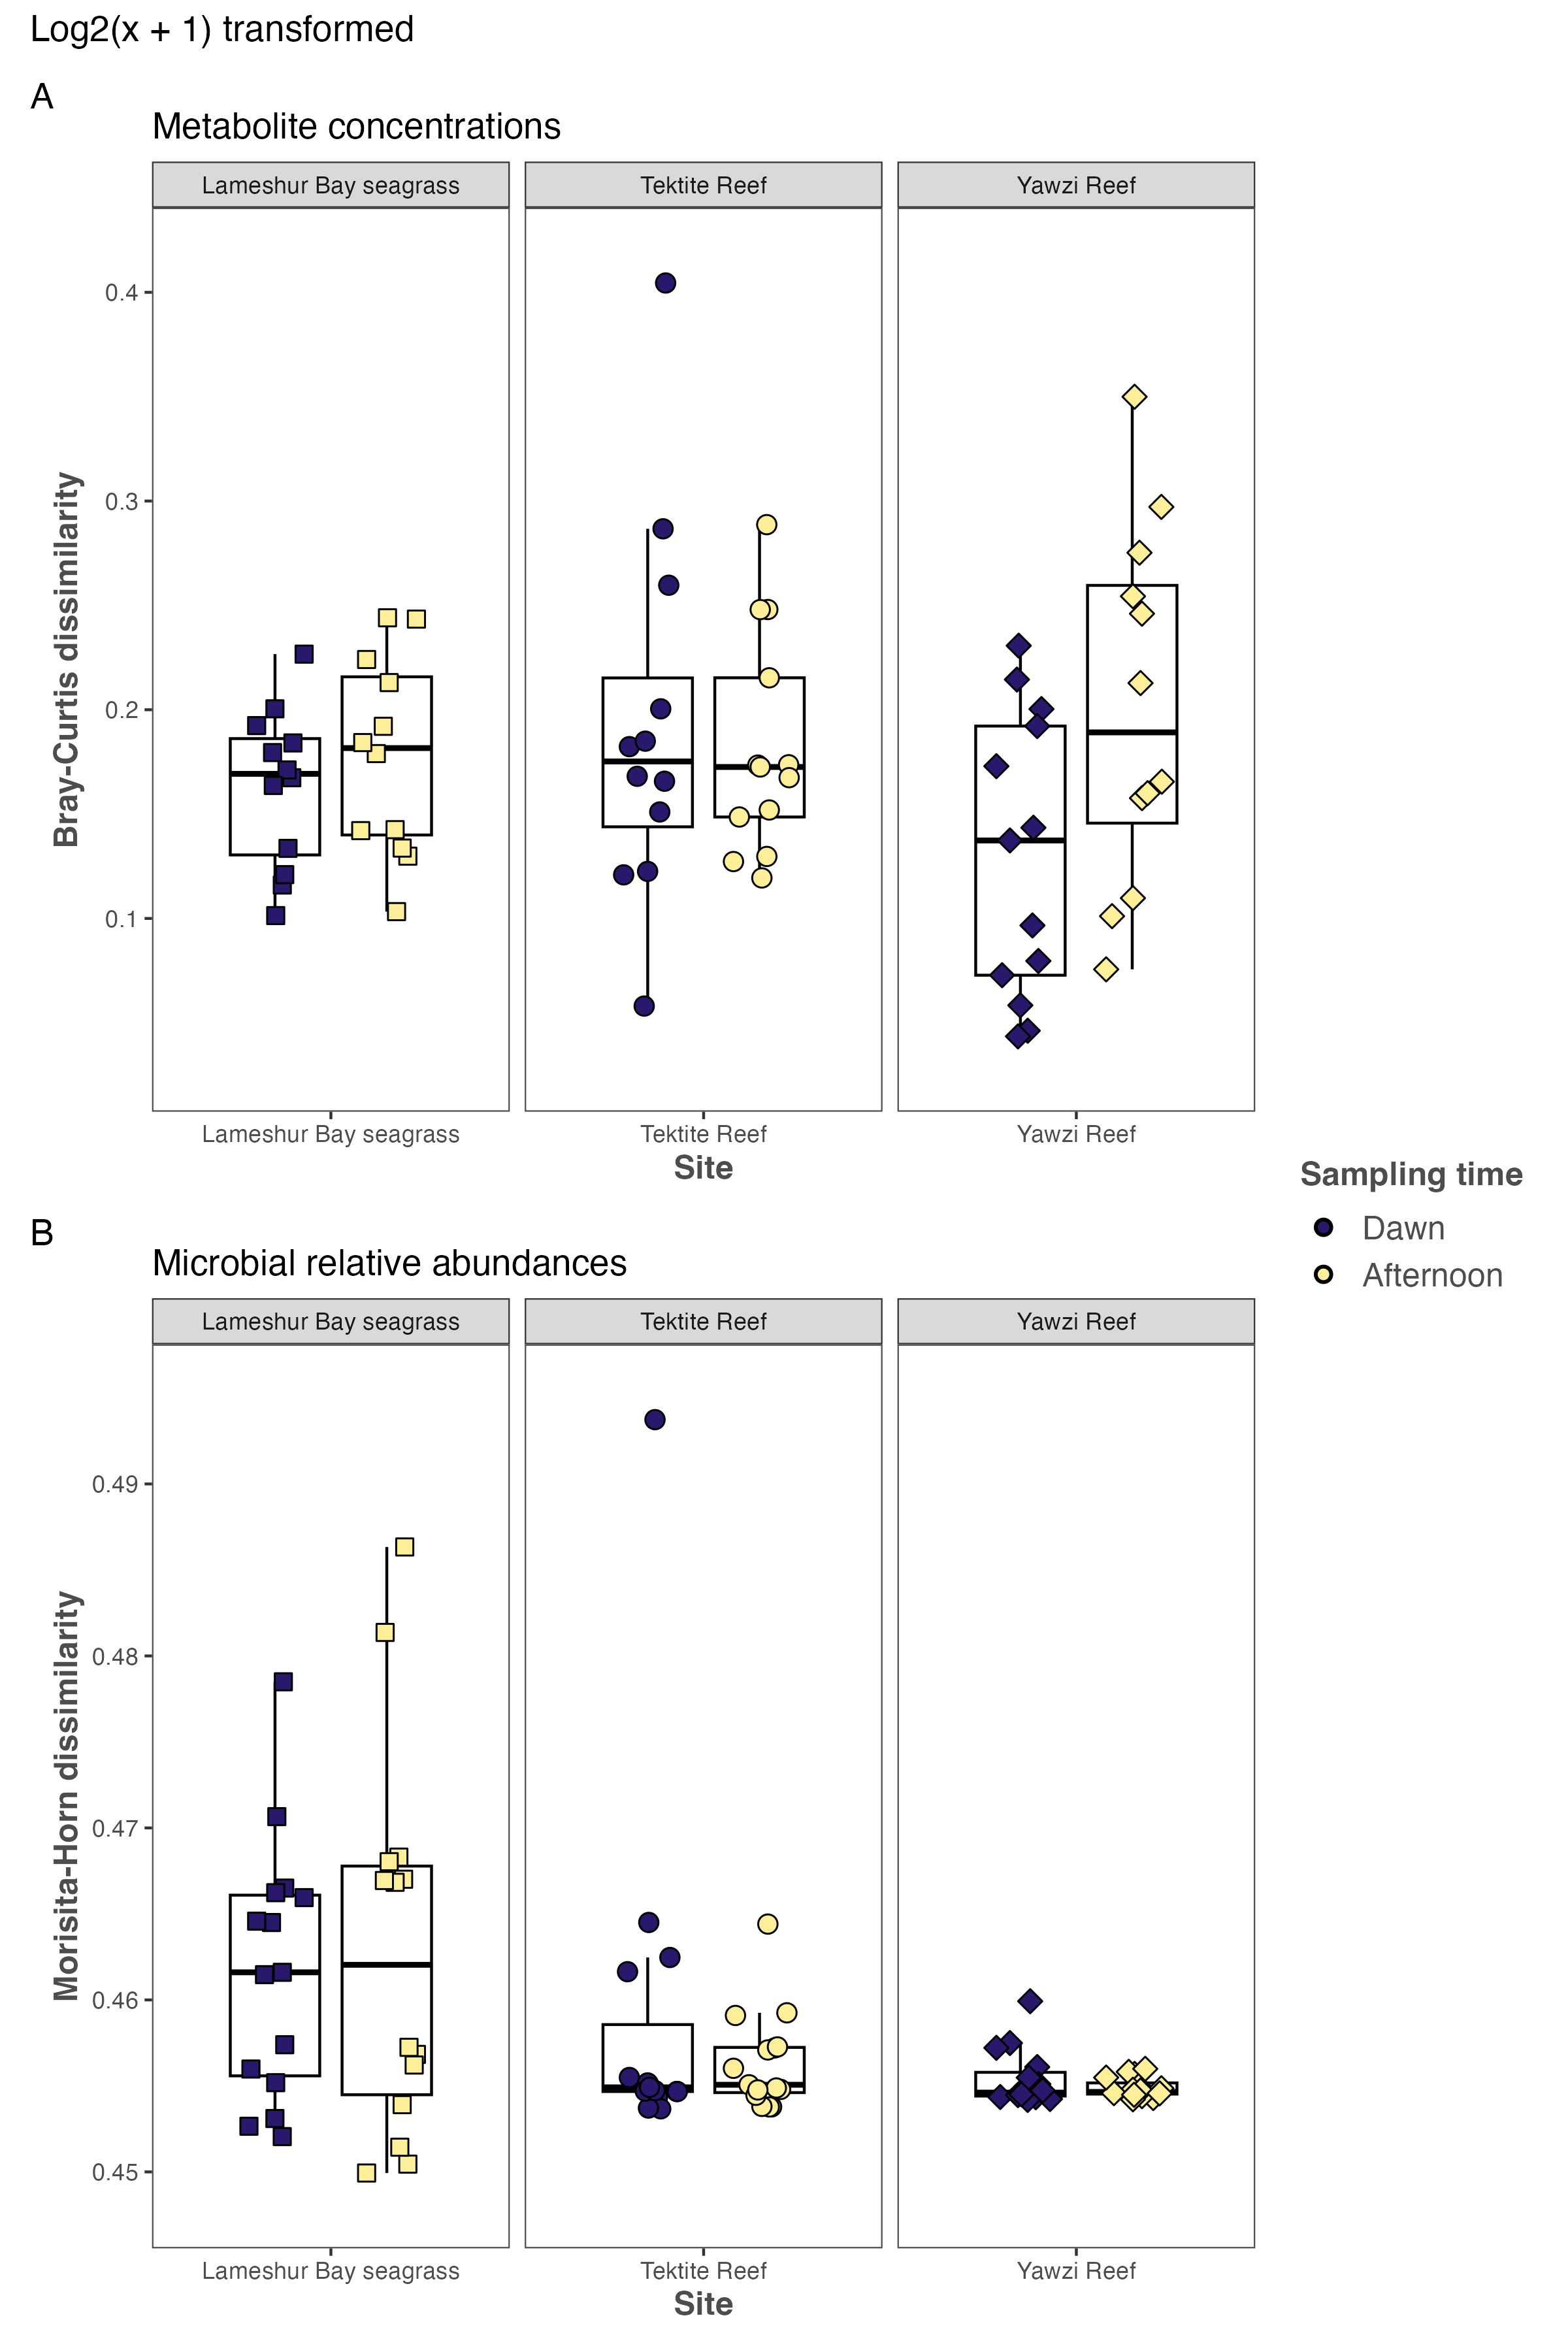 Log2(x + 1) transformed
A
Metabolite concentrations
Lameshur Bay seagrass
Tektite Reef
Yawzi Reef
Bray-Curtis dissimilarity
0.4
0.3
0.2
0.1
Lameshur Bay seagrass
Tektite Reef
Yawzi Reef
Site
Sampling time
Dawn
Afternoon
B
Microbial relative abundances
Lameshur Bay seagrass
Tektite Reef
Yawzi Reef
Morisita-Horn dissimilarity
0.49
0.48
0.47
0.46
0.45
Lameshur Bay seagrass
Tektite Reef
Yawzi Reef
Site